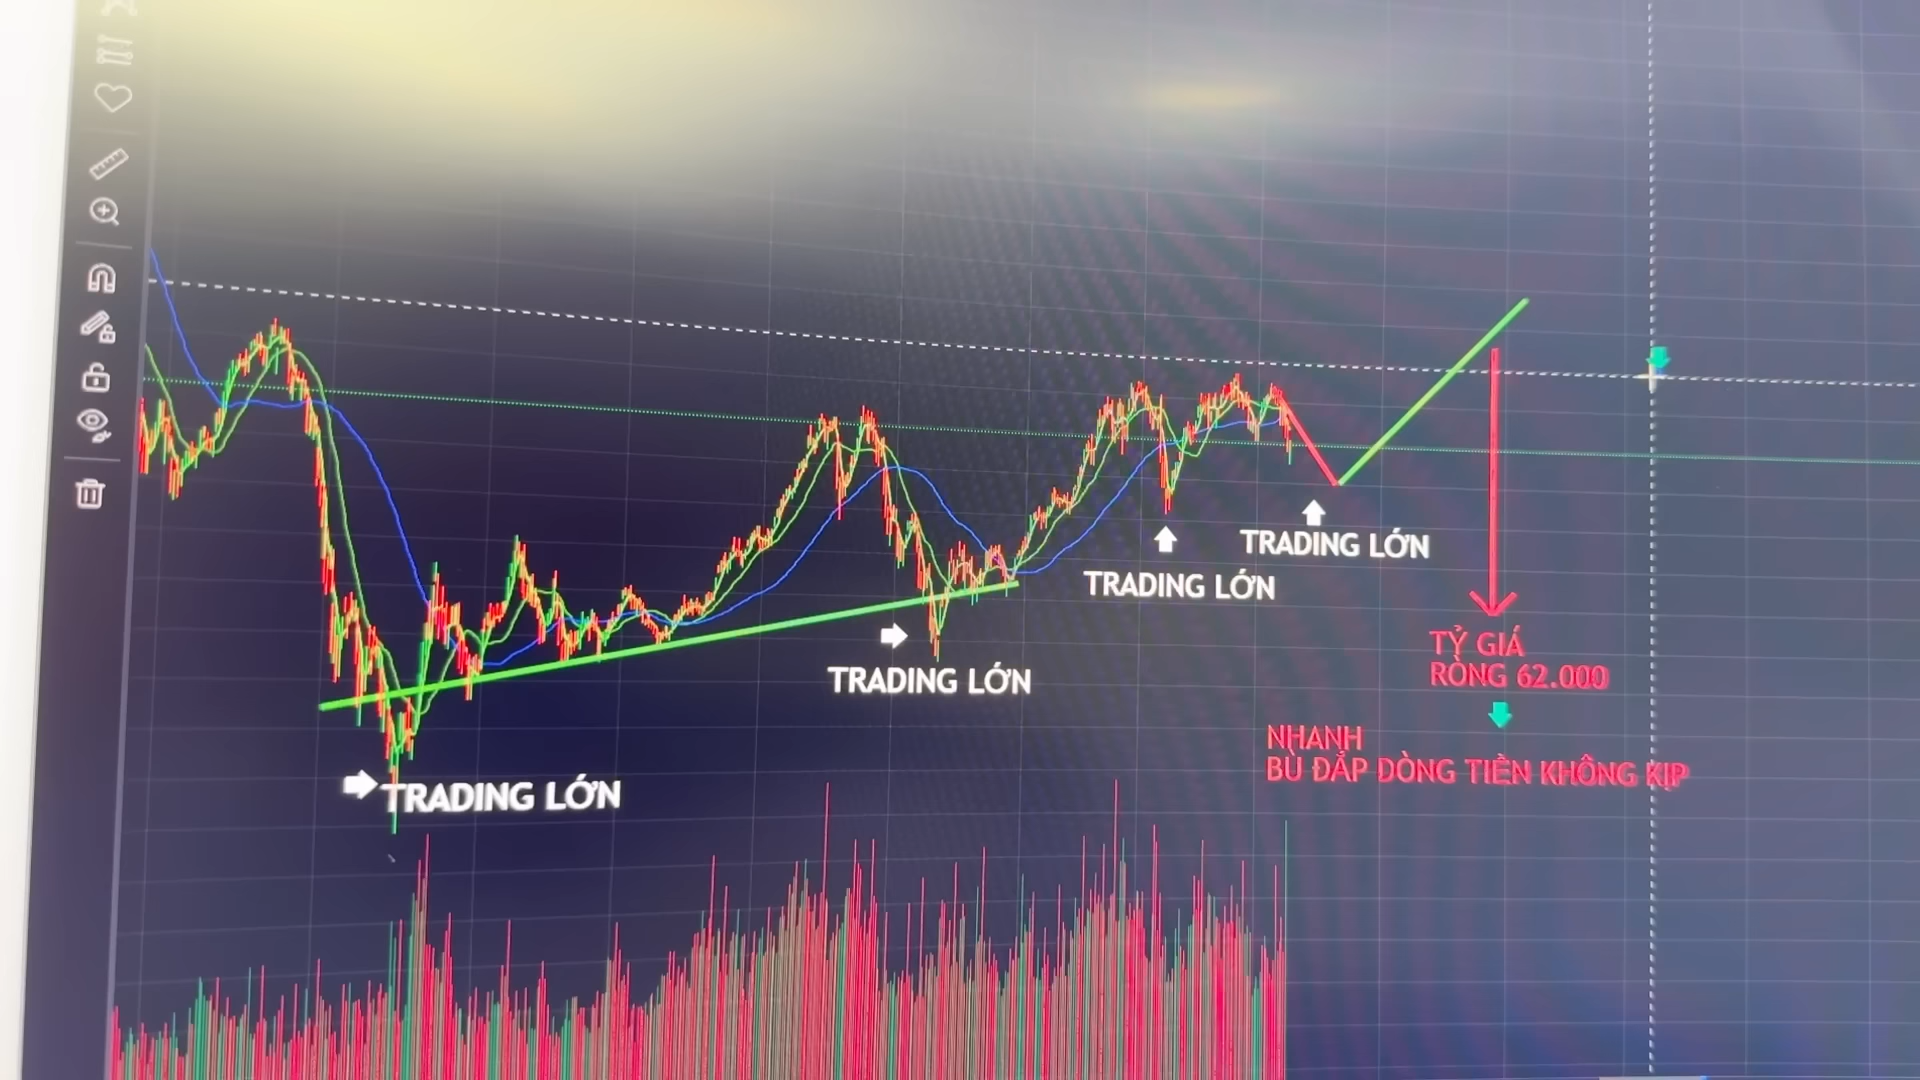 TRADING LỚN
TRADING LỚN
TRADING LỚN
TRADING LỚN
TỶ GIÁ
RÒNG 62.000
NHANH
BÙ ĐẮP DÒNG TIỀN KHÔNG KỊP